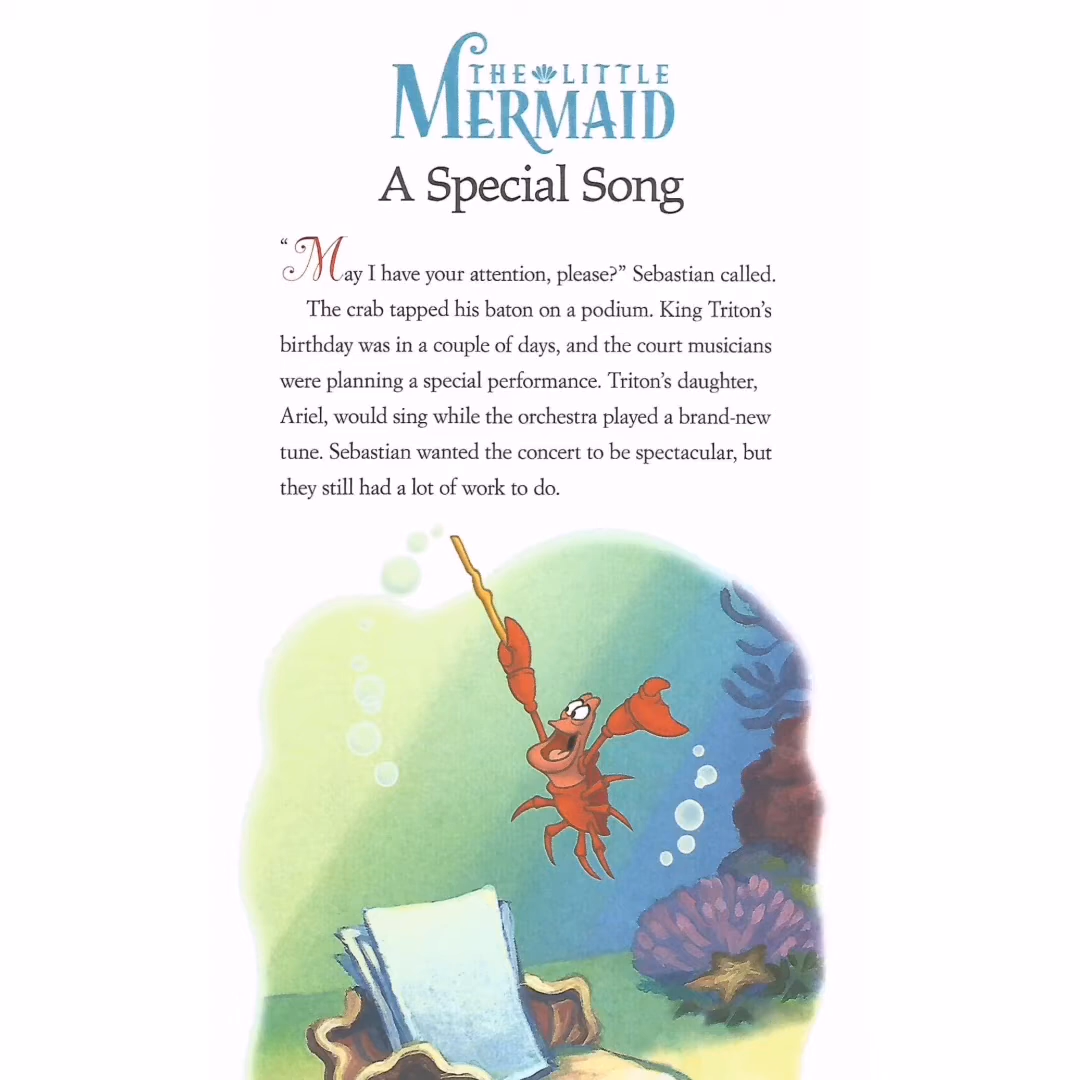 THE LITTLE
MERMAID
A Special Song
“May I have your attention, please?” Sebastian called.
The crab tapped his baton on a podium. King Triton’s
birthday was in a couple of days, and the court musicians
were planning a special performance. Triton’s daughter,
Ariel, would sing while the orchestra played a brand-new
tune. Sebastian wanted the concert to be spectacular, but
they still had a lot of work to do.